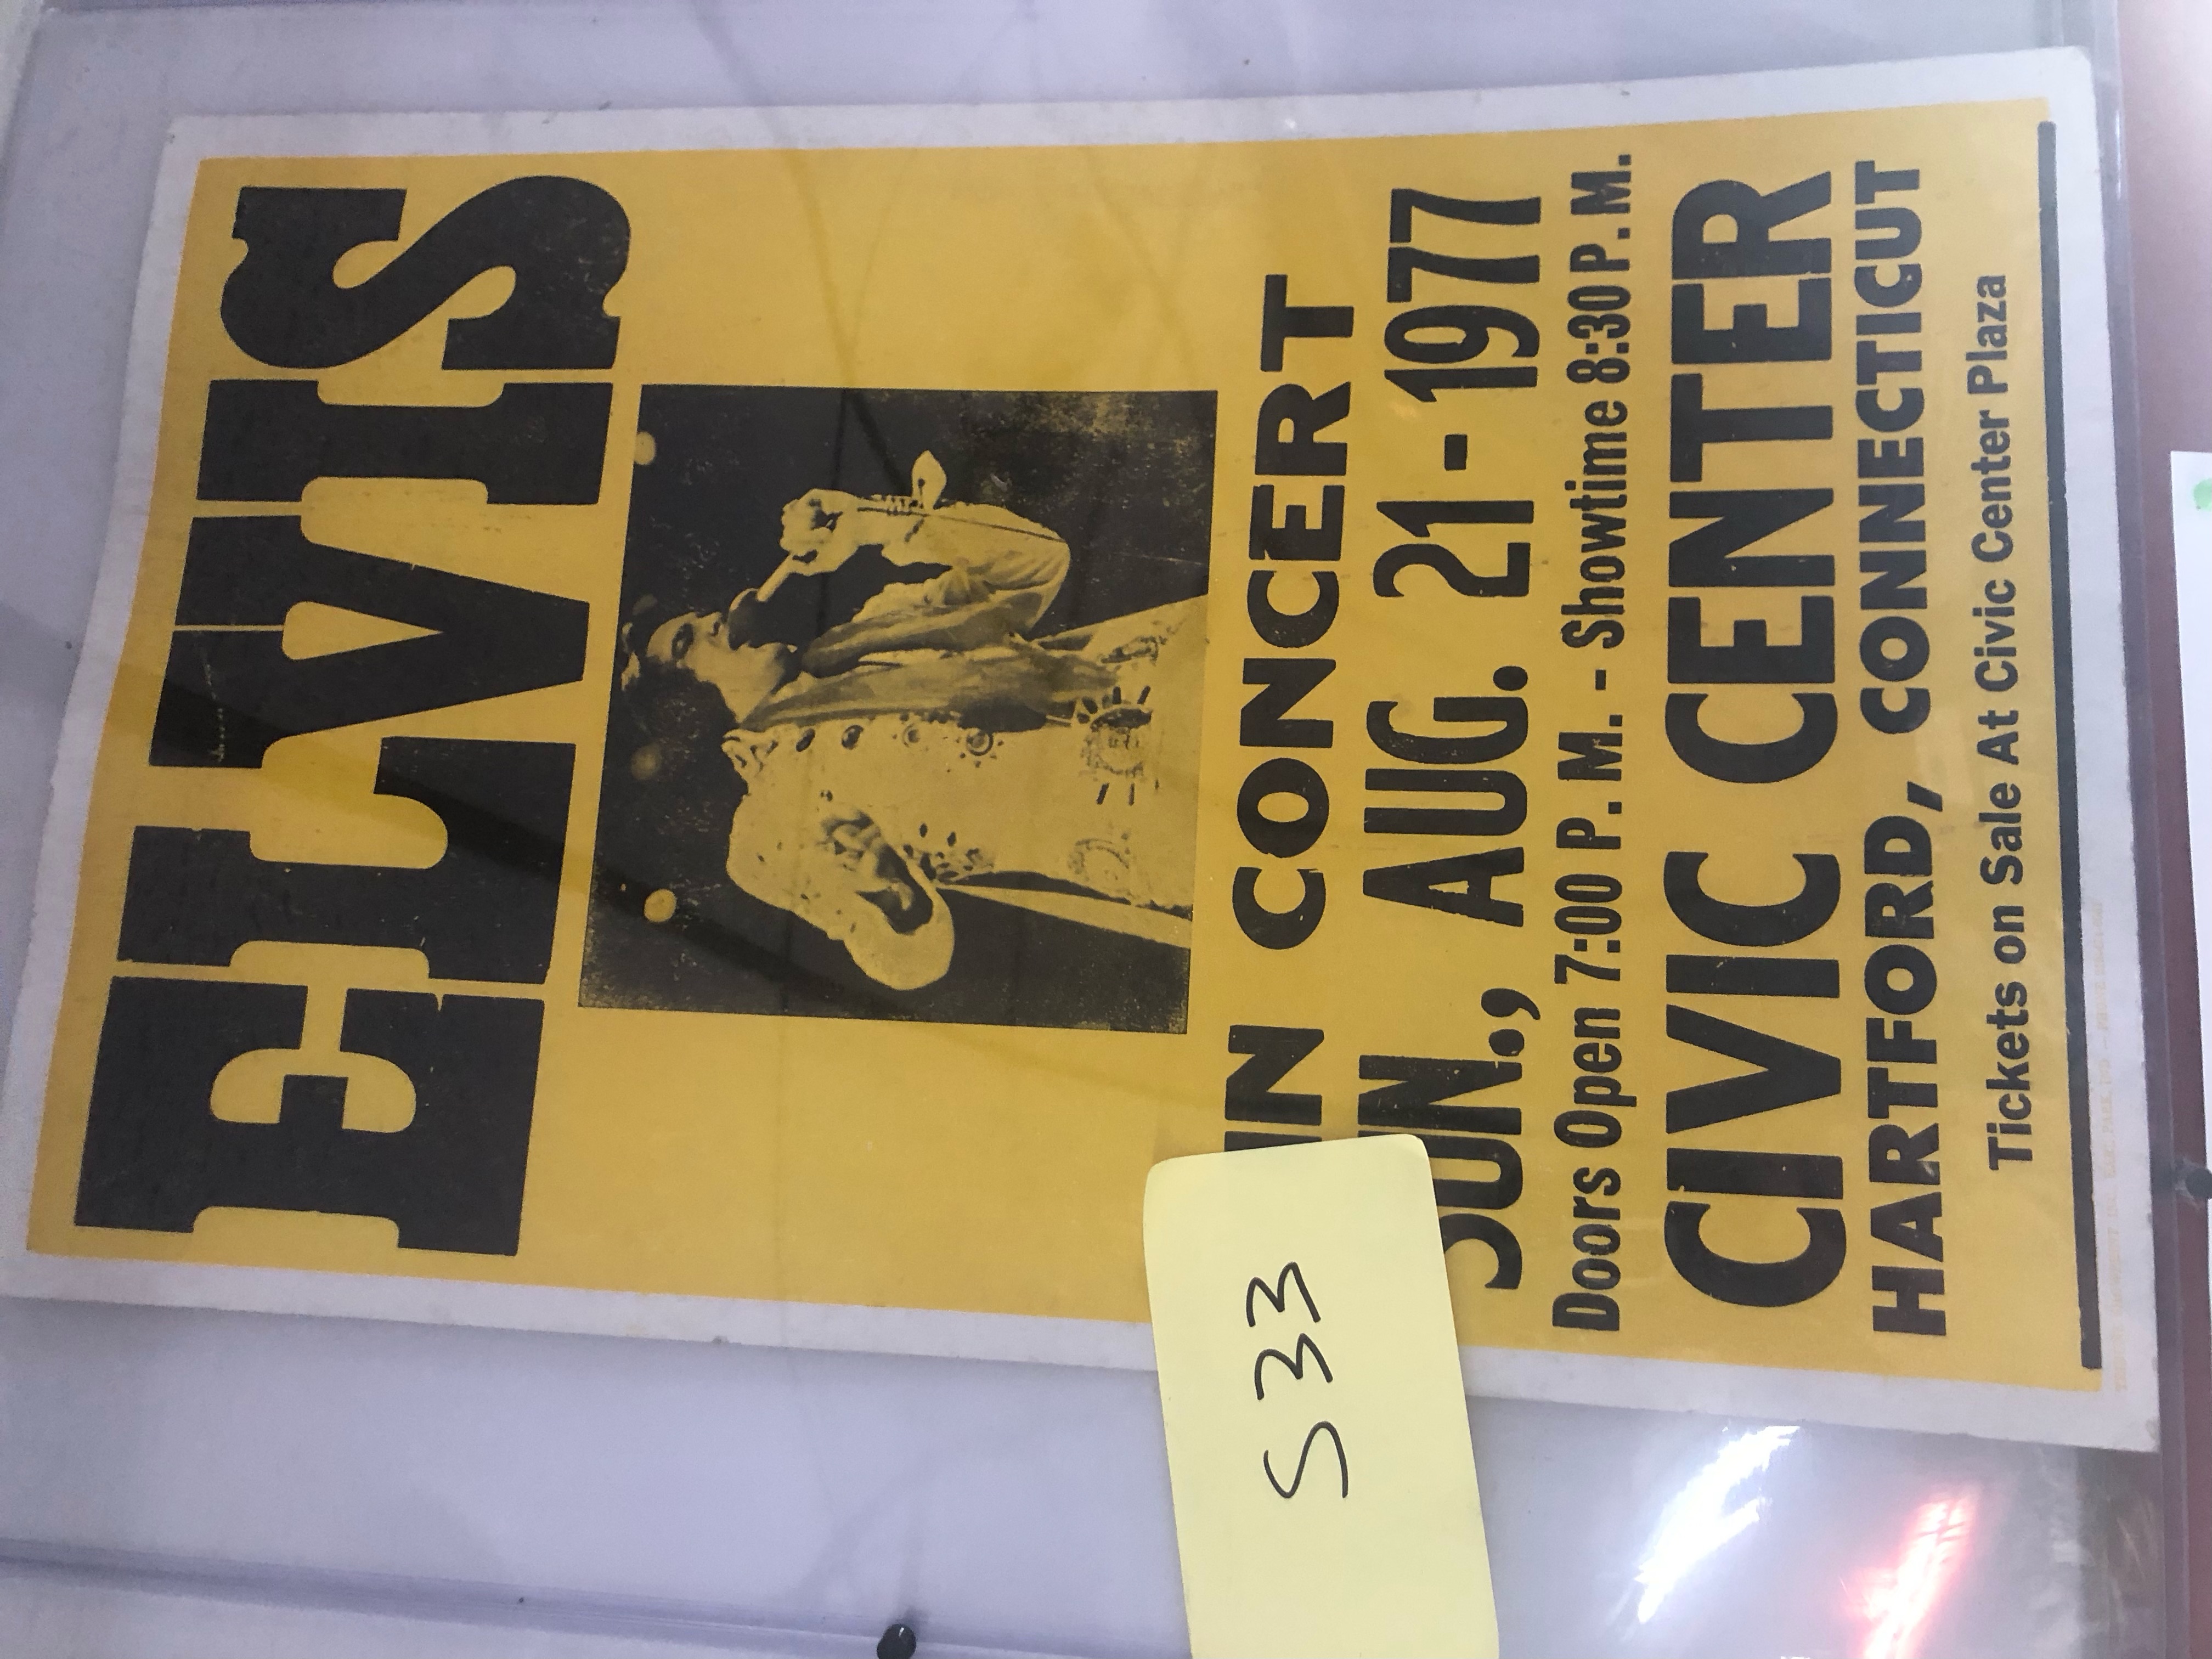 ELVIS
IN CONCERT
SUN., AUG. 21 - 1977
Doors Open 7:00 P.M. - Showtime 8:30 P.M.
CIVIC CENTER
HARTFORD, CONNECTICUT
Tickets on Sale At Civic Center Plaza
S33